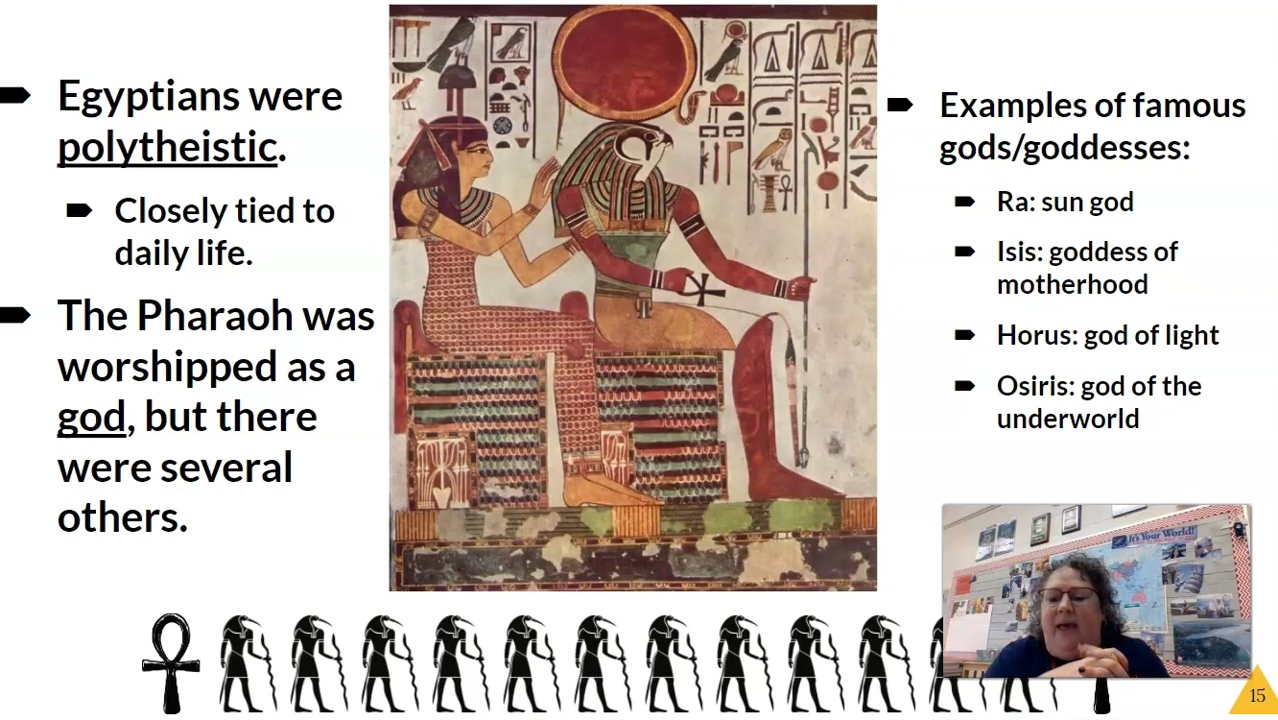 Egyptians were
polytheistic.
Closely tied to
daily life.
The Pharaoh was
worshipped as a
god, but there
were several
others.
Examples of famous
gods/goddesses:
Ra: sun god
Isis: goddess of
motherhood
Horus: god of light
Osiris: god of the
underworld
It's Your World!
15